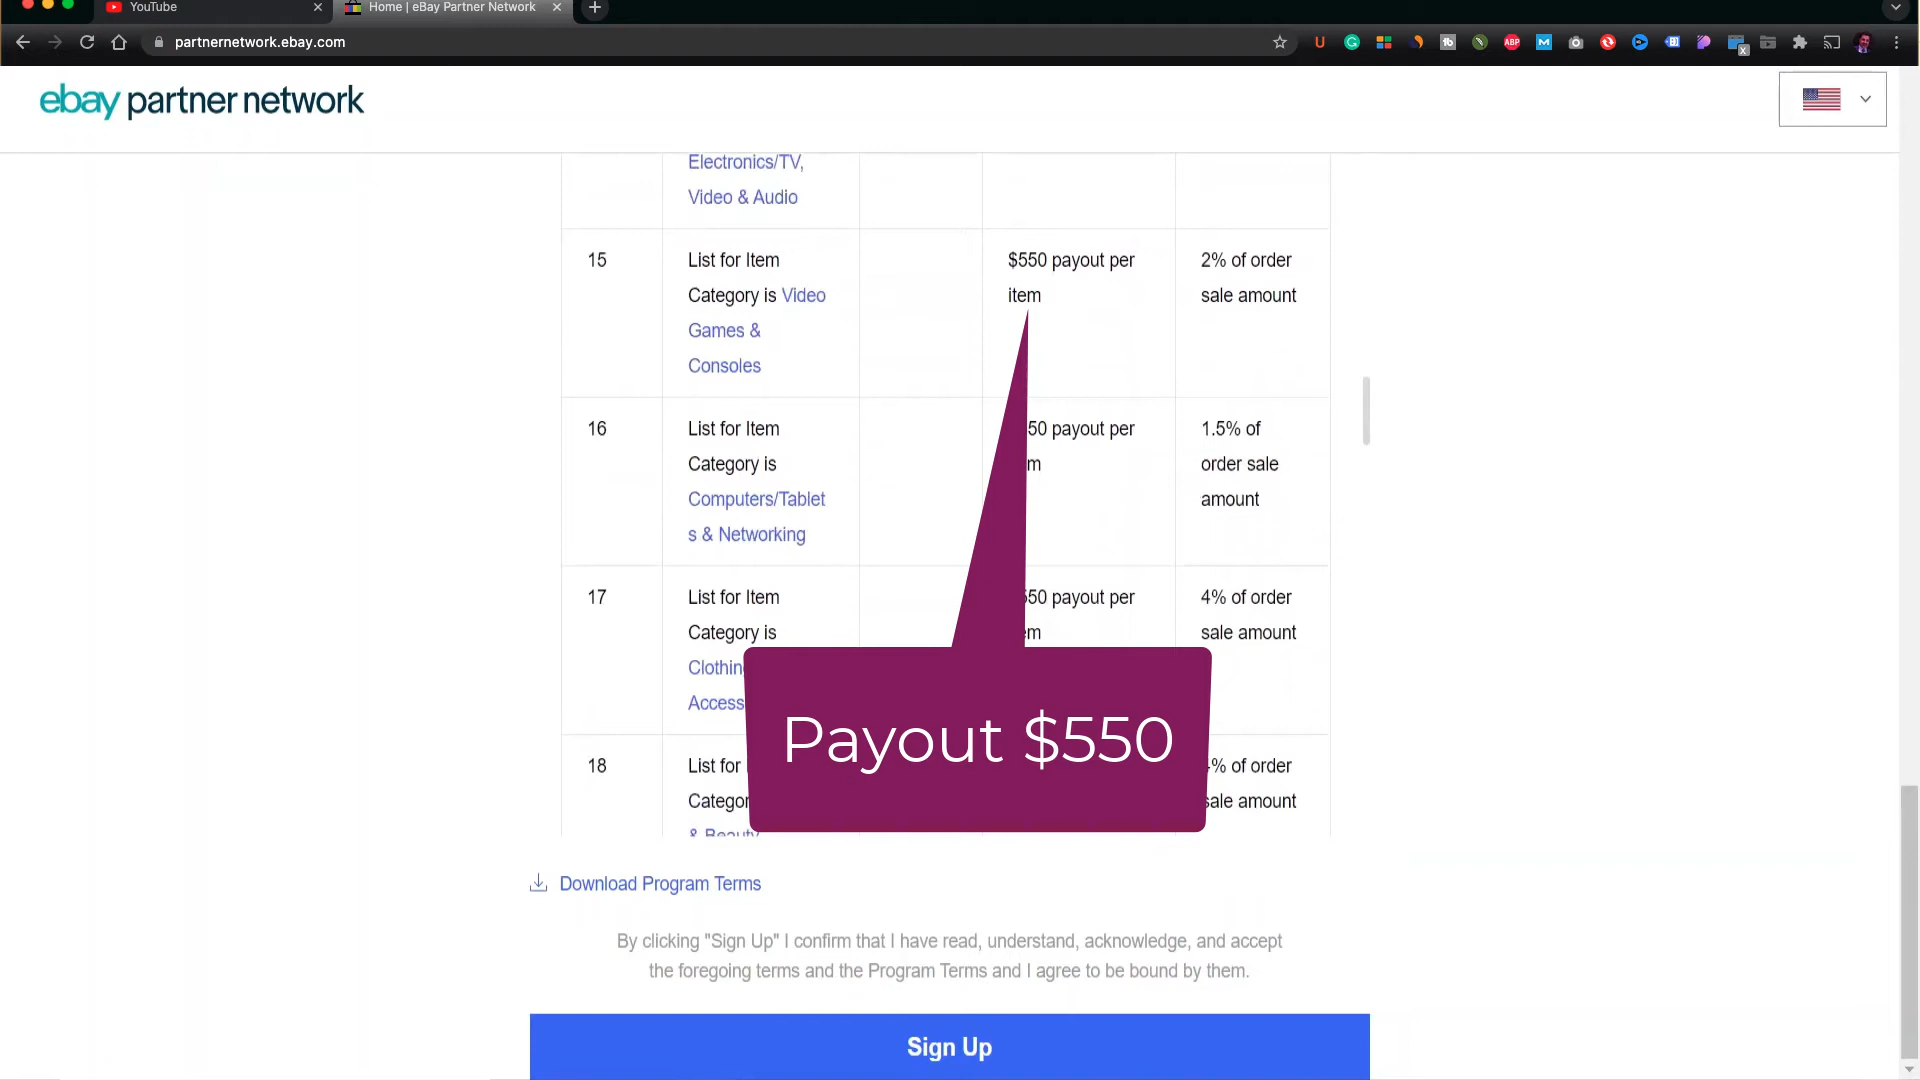 YouTube
Home | eBay Partner Network
partnernetwork.ebay.com
ebay partner network
Electronics/TV,
Video & Audio
15
List for Item
Category is Video
Games &
Consoles
$550 payout per
item
2% of order
sale amount
16
List for Item
Category is
Computers/Tablet
s & Networking
50 payout per
m
1.5% of
order sale
amount
17
List for Item
Category is
Clothing
Access
550 payout per
em
4% of order
sale amount
18
List for
Categor
& Beauty
% of order
sale amount
Payout $550
Download Program Terms
By clicking "Sign Up" I confirm that I have read, understand, acknowledge, and accept
the foregoing terms and the Program Terms and I agree to be bound by them.
Sign Up